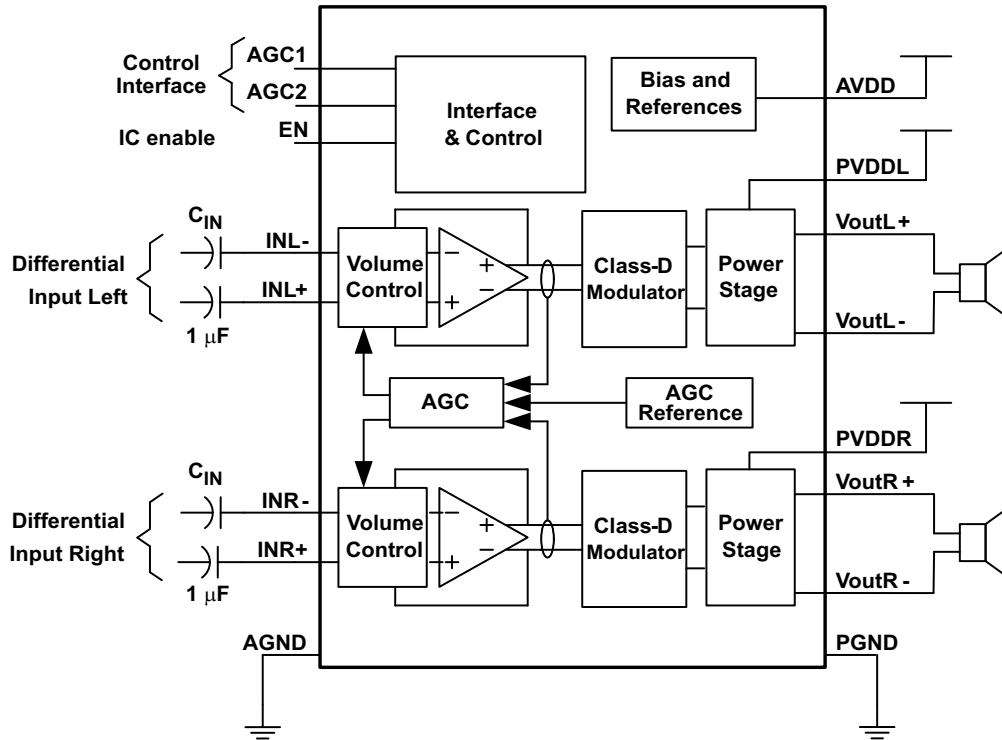 Control
Interface
AGC1
AGC2
IC enable
EN
Interface
& Control
Bias and
References
AVDD
PVDDL
Differential
Input Left
CIN
INL-
INL+
1 μF
Volume
Control
−
+
+
−
Class-D
Modulator
Power
Stage
VoutL+
VoutL-
AGC
AGC
Reference
PVDDR
Differential
Input Right
CIN
INR-
INR+
1 μF
Volume
Control
−
+
+
−
Class-D
Modulator
Power
Stage
VoutR+
VoutR-
AGND
PGND